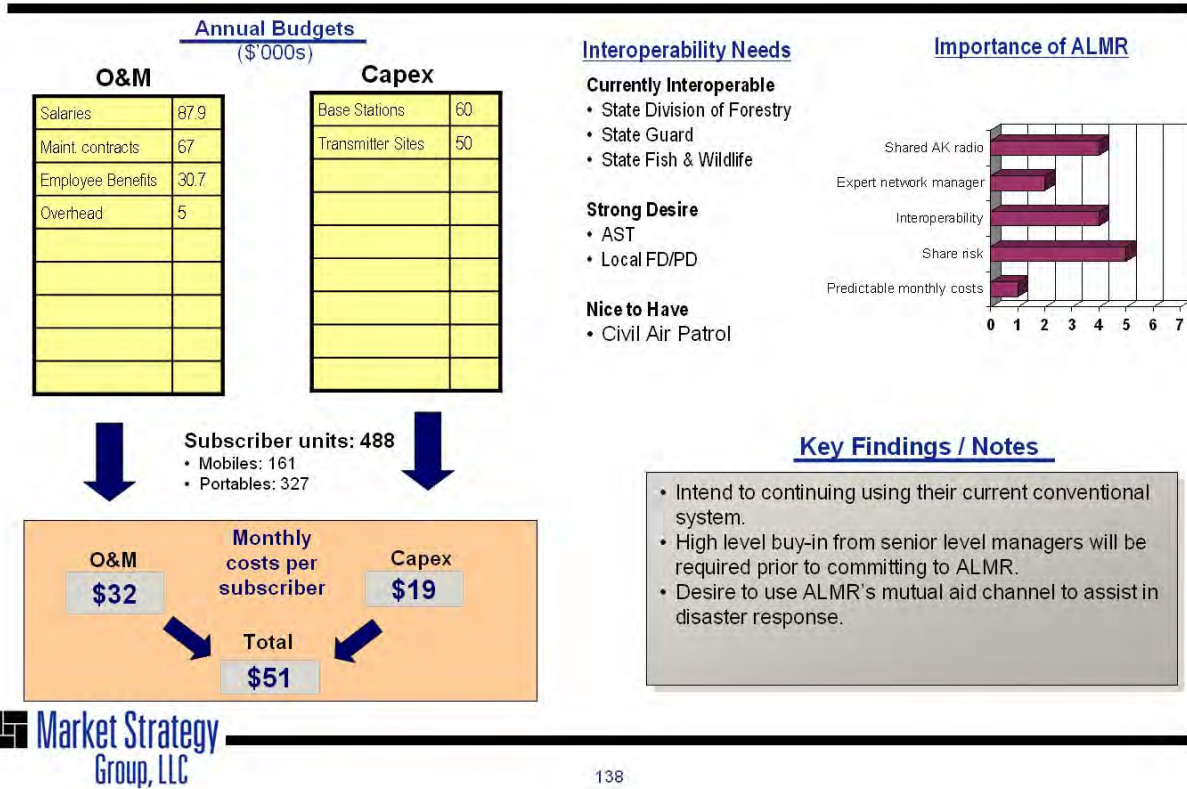 Annual Budgets
($'000s)
O&M
Salaries 87.9
Maint. contracts 67
Employee Benefits 30.7
Overhead 5
Capex
Base Stations 60
Transmitter Sites 50
Subscriber units: 488
• Mobiles: 161
• Portables: 327
Monthly
costs per
subscriber
O&M
$32
Capex
$19
Total
$51
Interoperability Needs
Currently Interoperable
• State Division of Forestry
• State Guard
• State Fish & Wildlife
Strong Desire
• AST
• Local FD/PD
Nice to Have
• Civil Air Patrol
Importance of ALMR
Shared AK radio
Expert network manager
Interoperability
Share risk
Predictable monthly costs
0 1 2 3 4 5 6 7
Key Findings / Notes
• Intend to continuing using their current conventional
system.
• High level buy-in from senior level managers will be
required prior to committing to ALMR.
• Desire to use ALMR's mutual aid channel to assist in
disaster response.
Market Strategy
Group, LLC
138